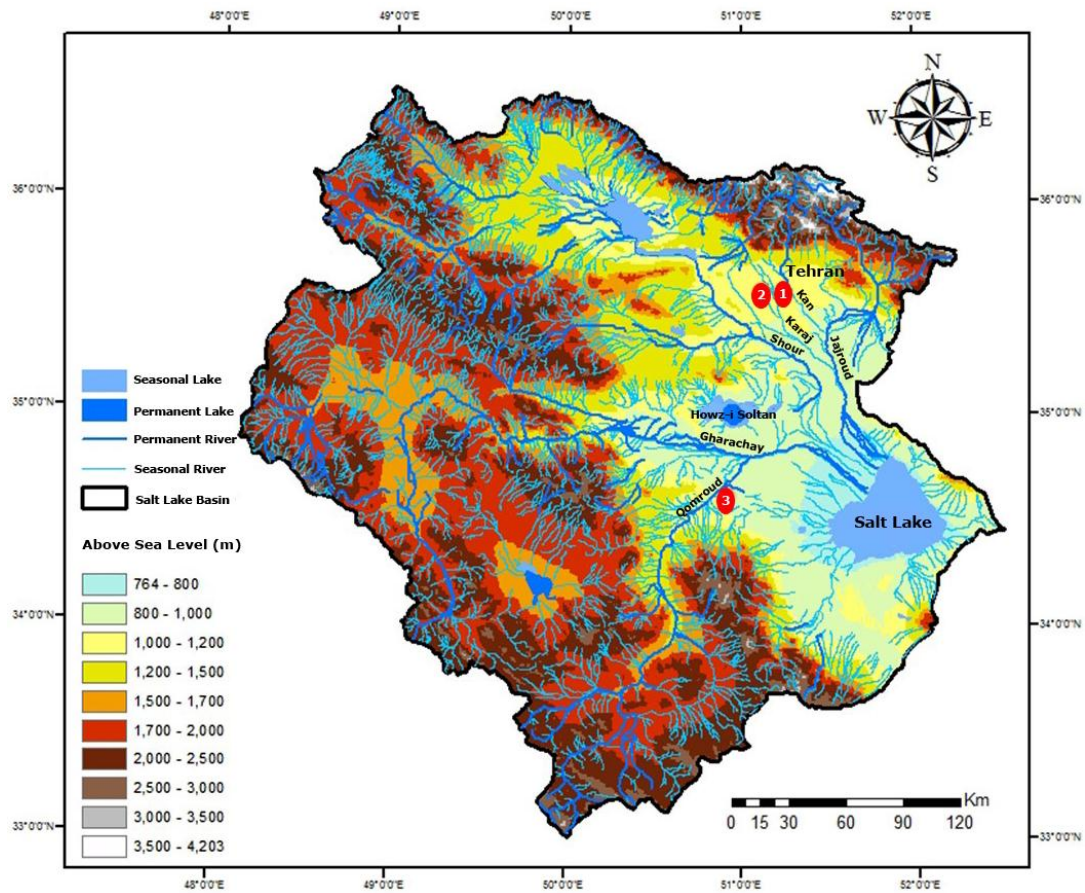 48°0'0"E 49°0'0"E 50°0'0"E 51°0'0"E 52°0'0"E
N
W E
S
36°0'0"N 36°0'0"N
Tehran
2 1
Kan
Karaj
Shour
Jajroud
Seasonal Lake
35°0'0"N 35°0'0"N
Permanent Lake
Howz-i Soltan
Permanent River
Gharachay
Seasonal River
Qomroud
3
Salt Lake Basin
Salt Lake
Above Sea Level (m)
764 - 800
800 - 1,000
34°0'0"N 34°0'0"N
1,000 - 1,200
1,200 - 1,500
1,500 - 1,700
1,700 - 2,000
2,000 - 2,500
2,500 - 3,000
3,000 - 3,500
3,500 - 4,203
Km
0 15 30 60 90 120
33°0'0"N 33°0'0"N
48°0'0"E 49°0'0"E 50°0'0"E 51°0'0"E 52°0'0"E